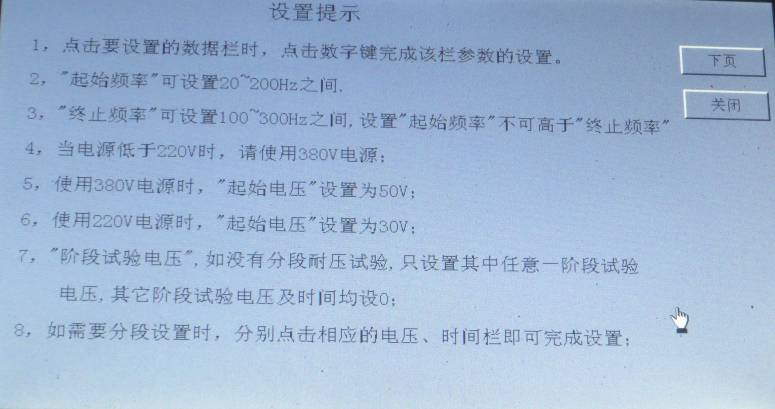 设置提示
1，点击要设置的数据栏时，点击数字键完成该栏参数的设置。
下页
2，"起始频率"可设置20~200Hz之间.
关闭
3，"终止频率"可设置100~300Hz之间,设置"起始频率"不可高于"终止频率"
4，当电源低于220V时，请使用380V电源；
5，使用380V电源时，"起始电压"设置为50V；
6，使用220V电源时，"起始电压"设置为30V；
7，"阶段试验电压",如没有分段耐压试验,只设置其中任意一阶段试验
电压,其它阶段试验电压及时间均设0；
8，如需要分段设置时，分别点击相应的电压、时间栏即可完成设置；